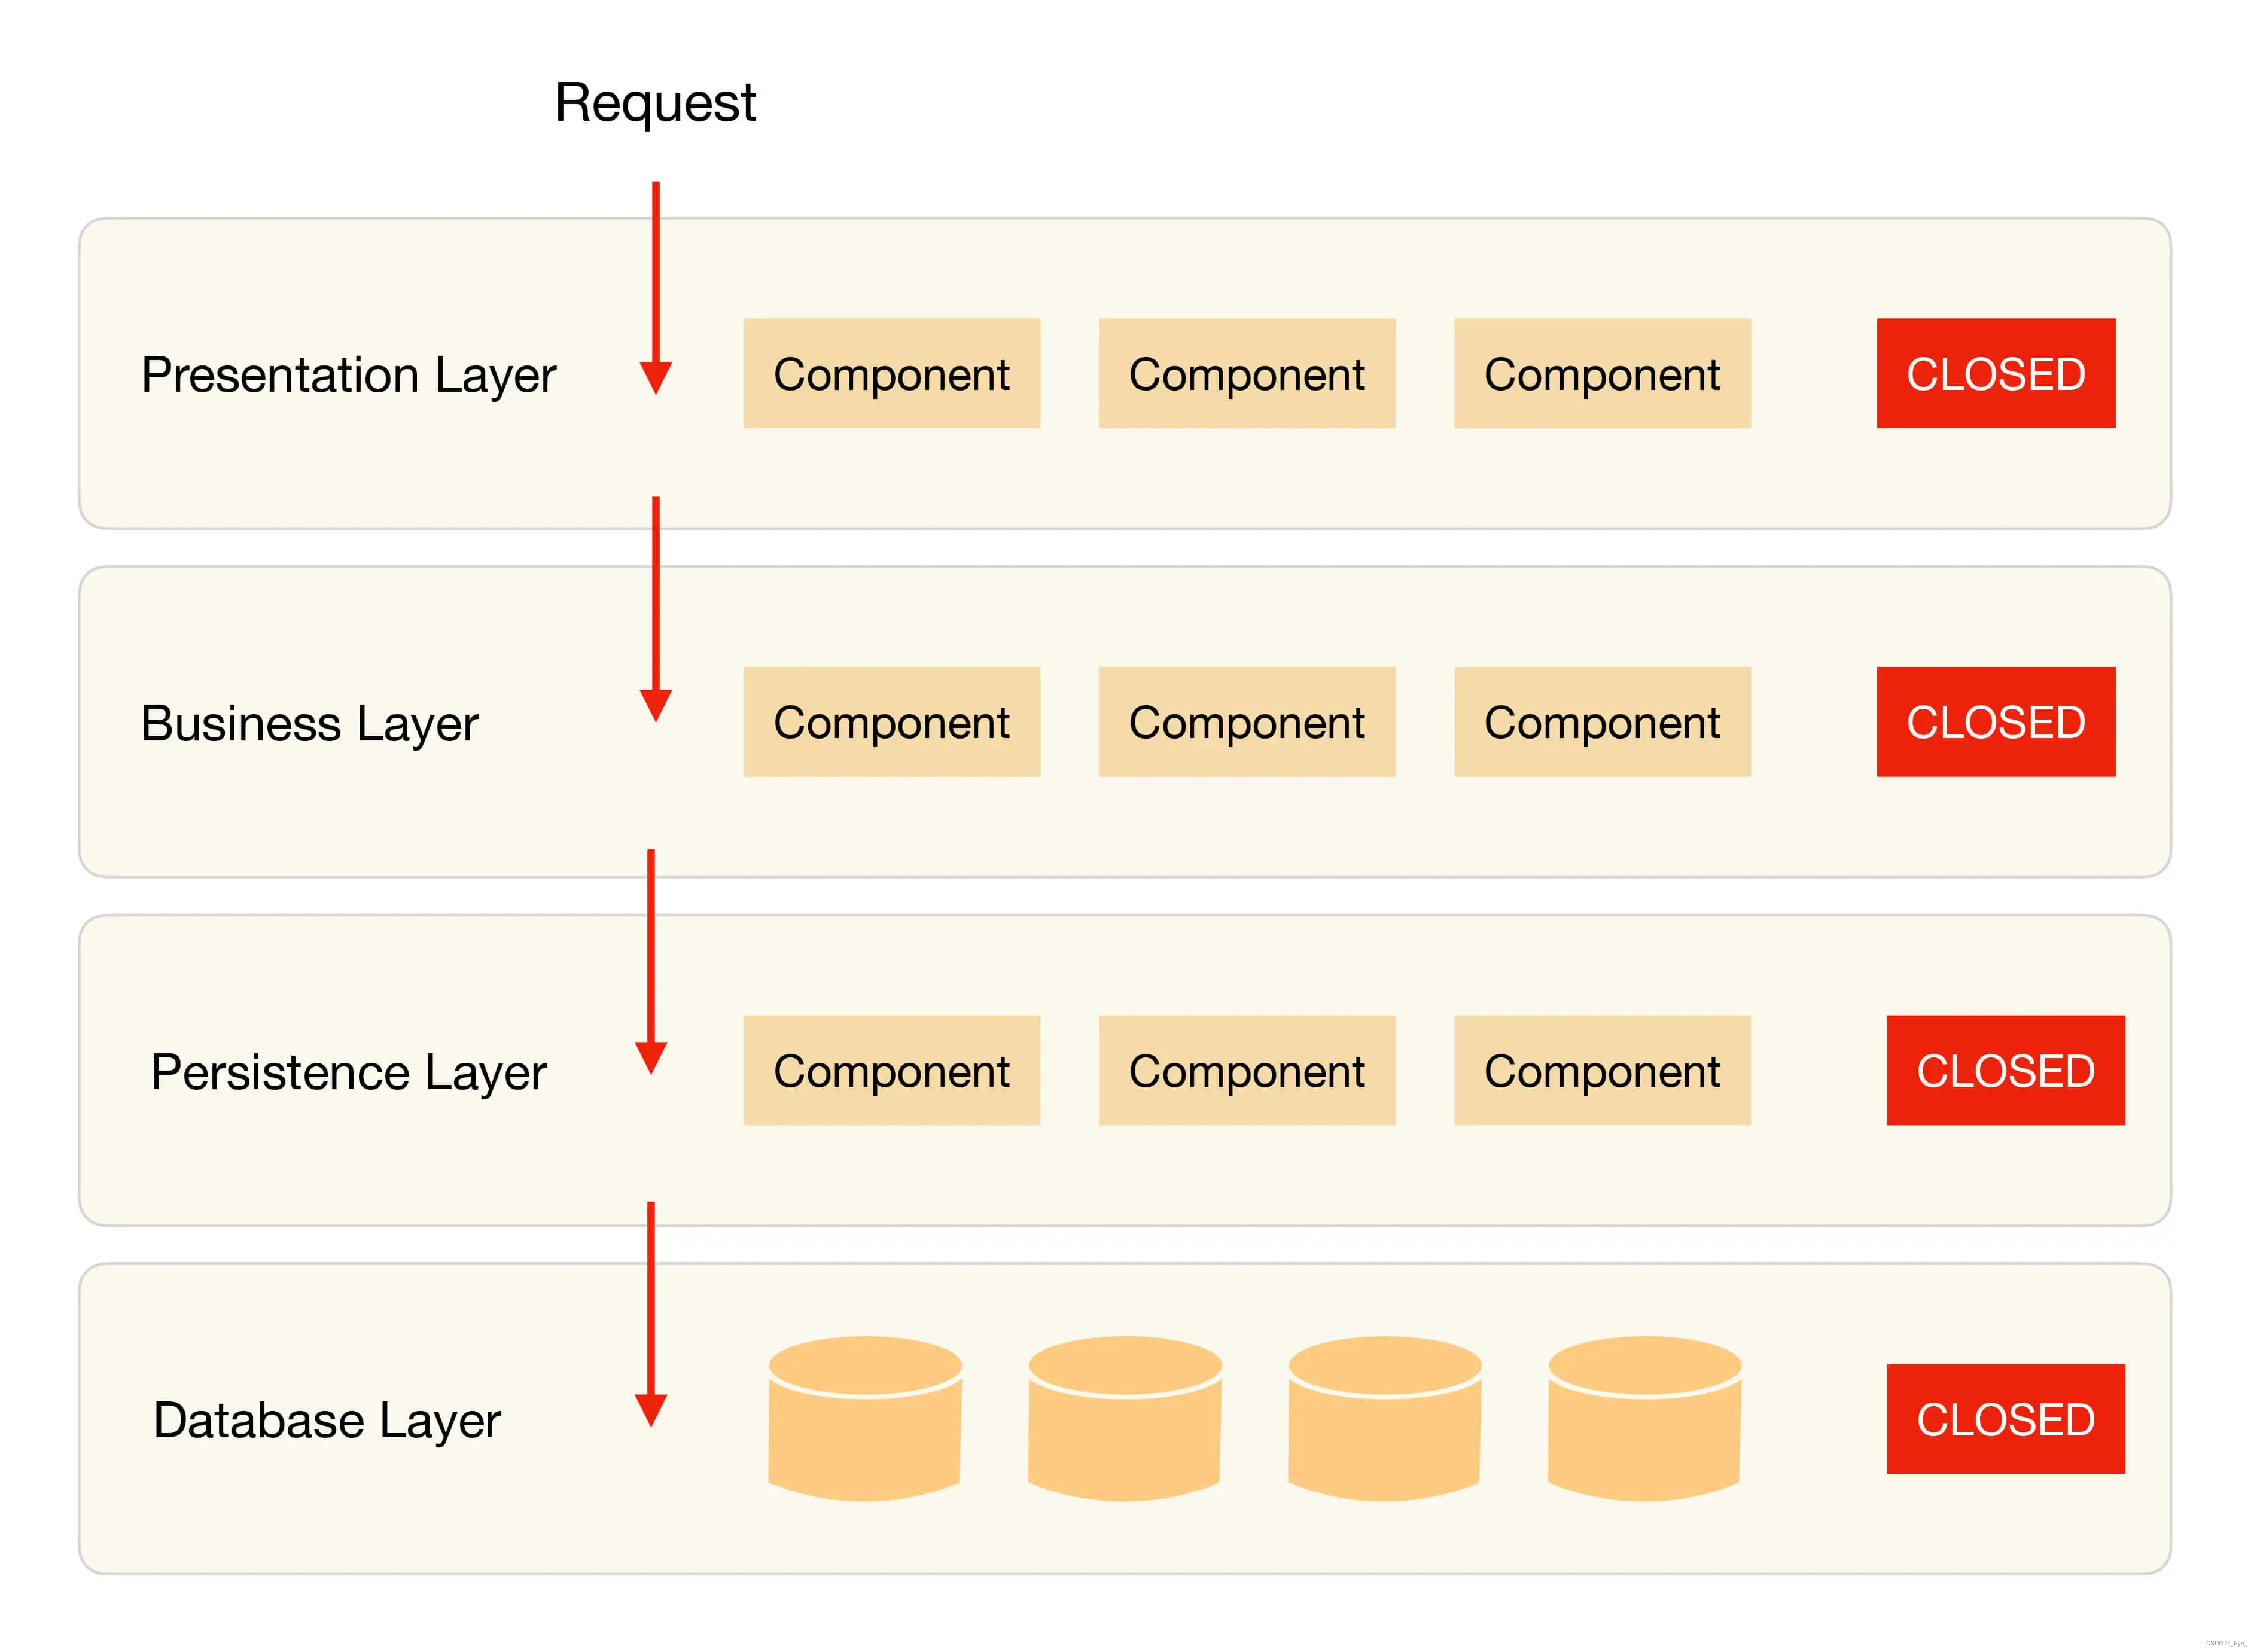 Request
Presentation Layer Component Component Component CLOSED
Business Layer Component Component Component CLOSED
Persistence Layer Component Component Component CLOSED
Database Layer CLOSED
CSDN @_Rye_